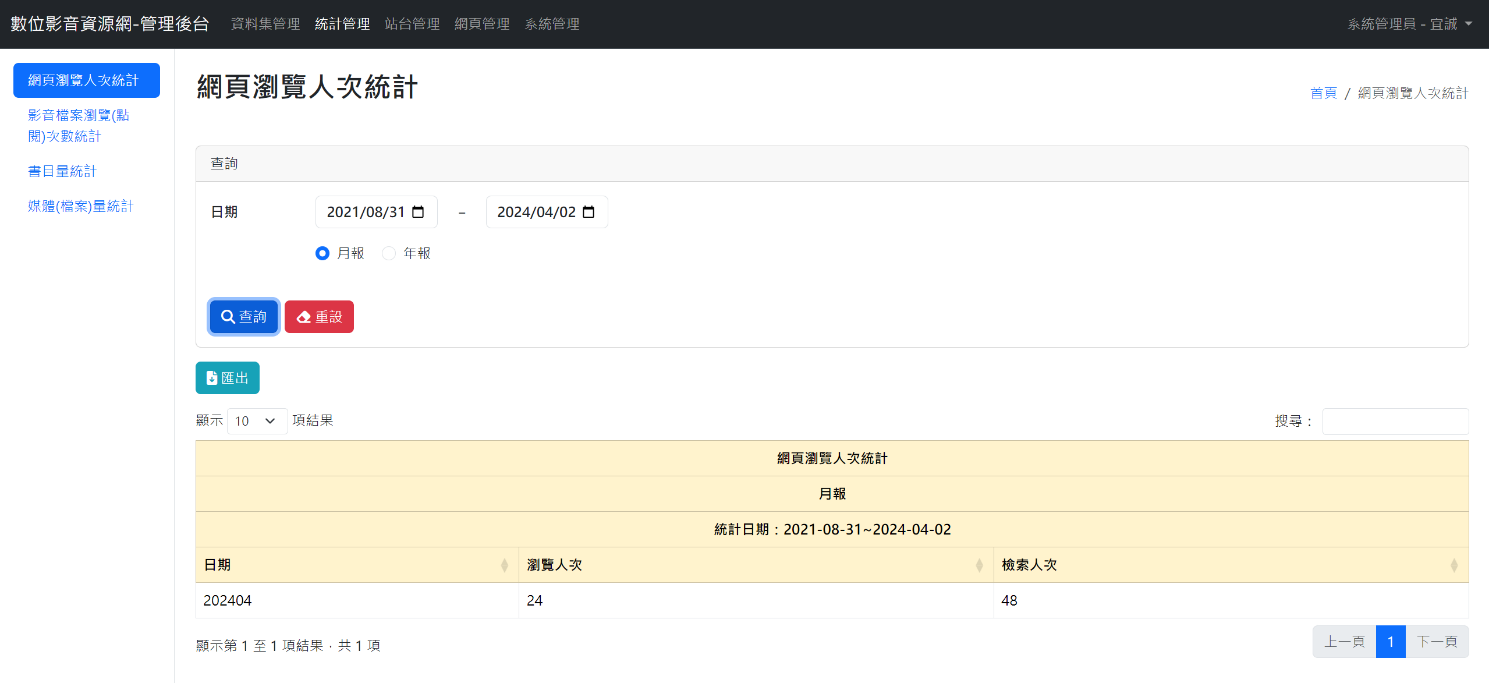 數位影音資源網-管理後台 資料集管理 統計管理 站台管理 網頁管理 系統管理 系統管理員 - 宜誠
網頁瀏覽人次統計
影音檔案瀏覽(點
閱)次數統計
書目量統計
媒體(檔案)量統計
網頁瀏覽人次統計
首頁 / 網頁瀏覽人次統計
查詢
日期 2021/08/31 – 2024/04/02
月報 年報
查詢 重設
匯出
顯示 10 項結果 搜尋：
網頁瀏覽人次統計
月報
統計日期：2021-08-31~2024-04-02
日期 瀏覽人次 檢索人次
202404 24 48
顯示第 1 至 1 項結果，共 1 項
上一頁 1 下一頁